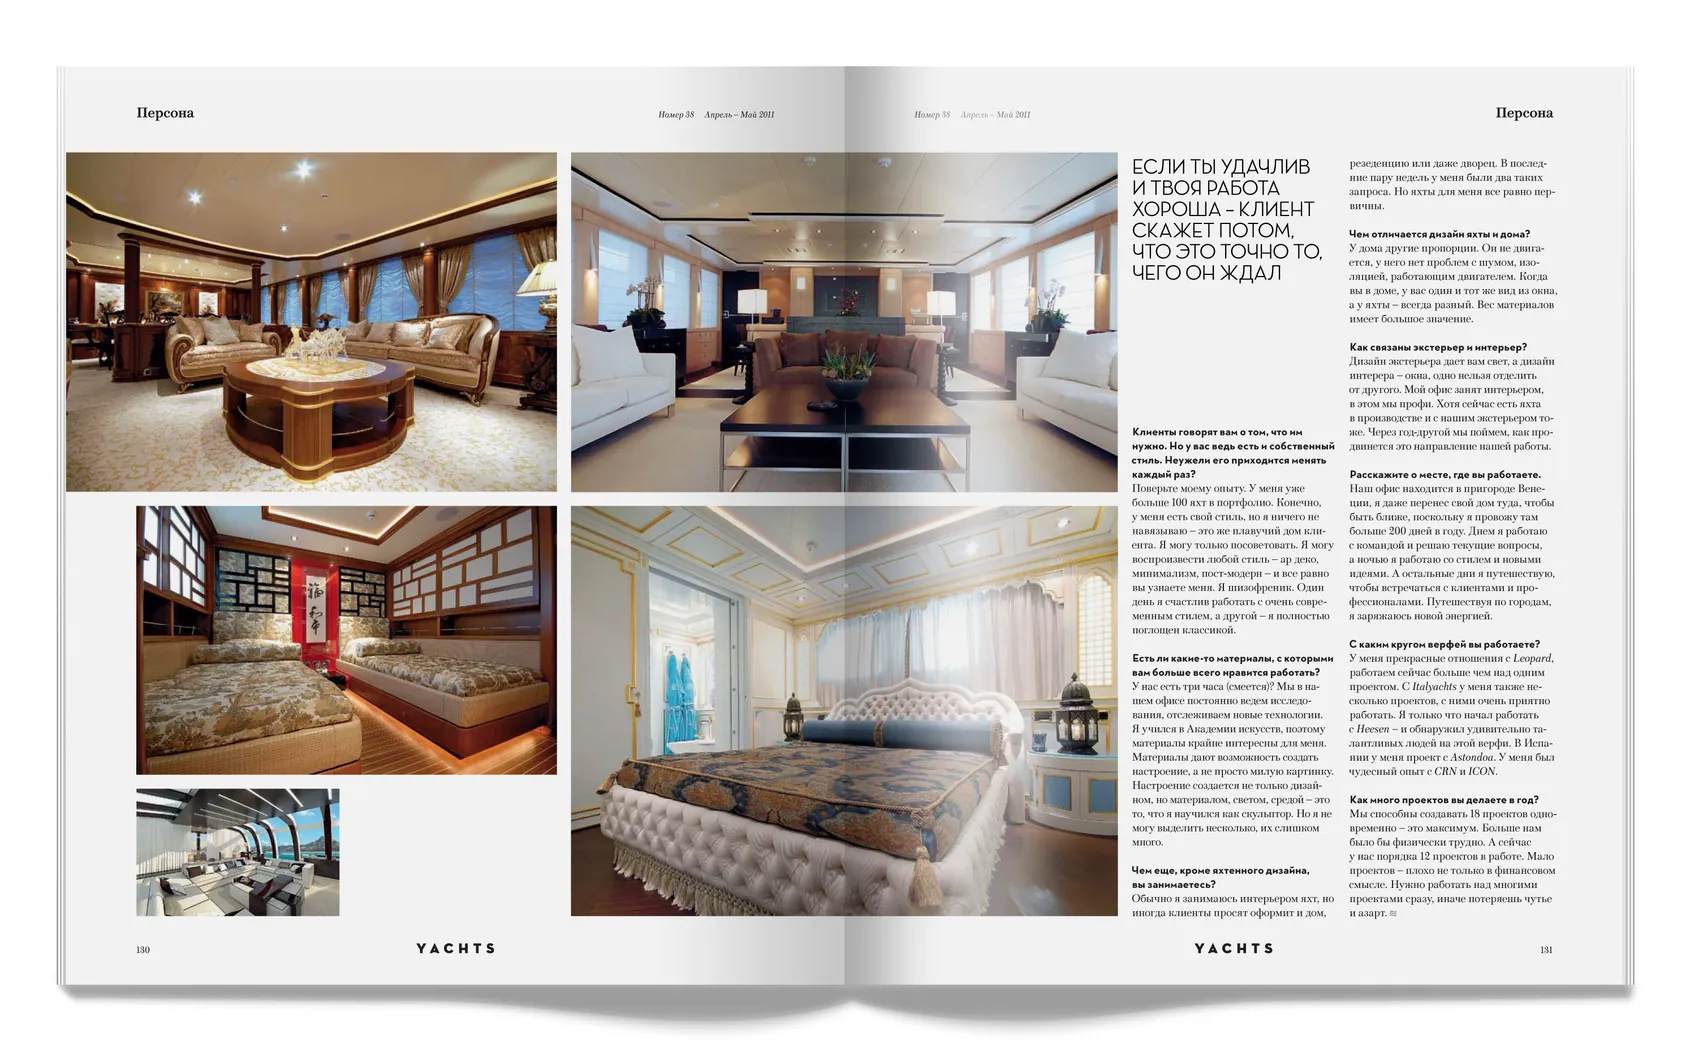 Персона
Номер 38 Апрель – Май 2011
Номер 38 Апрель – Май 2011
Персона
ЕСЛИ ТЫ УДАЧЛИВ
И ТВОЯ РАБОТА
ХОРОША – КЛИЕНТ
СКАЖЕТ ПОТОМ,
ЧТО ЭТО ТОЧНО ТО,
ЧЕГО ОН ЖДАЛ
Клиенты говорят вам о том, что им
нужно. Но у вас ведь есть и собственный
стиль. Неужели его приходится менять
каждый раз?
Поверьте моему опыту. У меня уже
больше 100 яхт в портфолио. Конечно,
у меня есть свой стиль, но я ничего не
навязываю – это же плавучий дом кли-
ента. Я могу только посоветовать. Я могу
воспроизвести любой стиль – ар деко,
минимализм, пост-модерн – и все равно
вы узнаете меня. Я шизофреник. Один
день я счастлив работать с очень совре-
менным стилем, а другой – я полностью
поглощен классикой.
Есть ли какие-то материалы, с которыми
вам больше всего нравится работать?
У нас есть три часа (смеется)? Мы в на-
шем офисе постоянно ведем исследо-
вания, отслеживаем новые технологии.
Я учился в Академии искусств, поэтому
материалы крайне интересны для меня.
Материалы дают возможность создать
настроение, а не просто милую картинку.
Настроение создается не только дизай-
ном, но материалом, светом, средой – это
то, что я научился как скульптор. Но я не
могу выделить несколько, их слишком
много.
Чем еще, кроме яхтенного дизайна,
вы занимаетесь?
Обычно я занимаюсь интерьером яхт, но
иногда клиенты просят оформит и дом,
резеденцию или даже дворец. В послед-
ние пару недель у меня были два таких
запроса. Но яхты для меня все равно пер-
вичны.
Чем отличается дизайн яхты и дома?
У дома другие пропорции. Он не двига-
ется, у него нет проблем с шумом, изо-
ляцией, работающим двигателем. Когда
вы в доме, у вас один и тот же вид из окна,
а у яхты – всегда разный. Вес материалов
имеет большое значение.
Как связаны экстерьер и интерьер?
Дизайн экстерьера дает вам свет, а дизайн
интерера – окна, одно нельзя отделить
от другого. Мой офис занят интерьером,
в этом мы профи. Хотя сейчас есть яхта
в производстве и с нашим экстерьером то-
же. Через год-другой мы поймем, как про-
двинется это направление нашей работы.
Расскажите о месте, где вы работаете.
Наш офис находится в пригороде Вене-
ции, я даже перенес свой дом туда, чтобы
быть ближе, поскольку я провожу там
больше 200 дней в году. Днем я работаю
с командой и решаю текущие вопросы,
а ночью я работаю со стилем и новыми
идеями. А остальные дни я путешествую,
чтобы встречаться с клиентами и про-
фессионалами. Путешествуя по городам,
я заряжаюсь новой энергией.
С каким кругом верфей вы работаете?
У меня прекрасные отношения с Leopard,
работаем сейчас больше чем над одним
проектом. С Italyachts у меня также не-
сколько проектов, с ними очень приятно
работать. Я только что начал работать
с Heesen – и обнаружил удивительно та-
лантливых людей на этой верфи. В Испа-
нии у меня проект с Astondoa. У меня был
чудесный опыт с CRN и ICON.
Как много проектов вы делаете в год?
Мы способны создавать 18 проектов одно-
временно – это максимум. Больше нам
было бы физически трудно. А сейчас
у нас порядка 12 проектов в работе. Мало
проектов – плохо не только в финансовом
смысле. Нужно работать над многими
проектами сразу, иначе потеряешь чутье
и азарт.
130
YACHTS
YACHTS
131